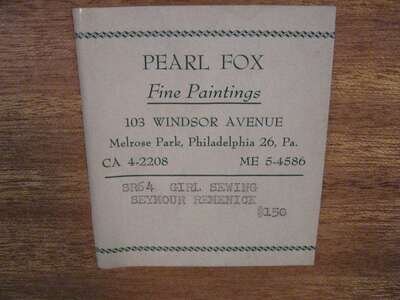 PEARL FOX
Fine Paintings
103 WINDSOR AVENUE
Melrose Park, Philadelphia 26, Pa.
CA 4-2208 ME 5-4586
SR64 GIRL SEWING
SEYMOUR REMENICK
$150